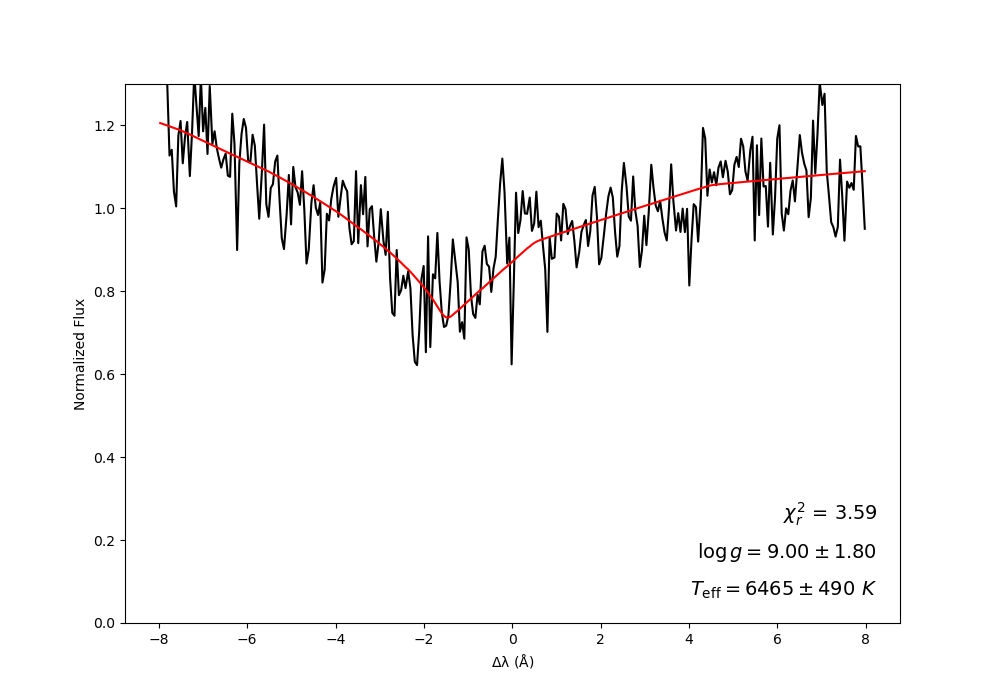 1.2
1.0
0.8
0.6
0.4
0.2
0.0
Normalized Flux
χ²ᵣ = 3.59
log g = 9.00 ± 1.80
T_eff = 6465 ± 490 K
−8 −6 −4 −2 0 2 4 6 8
Δλ (Å)